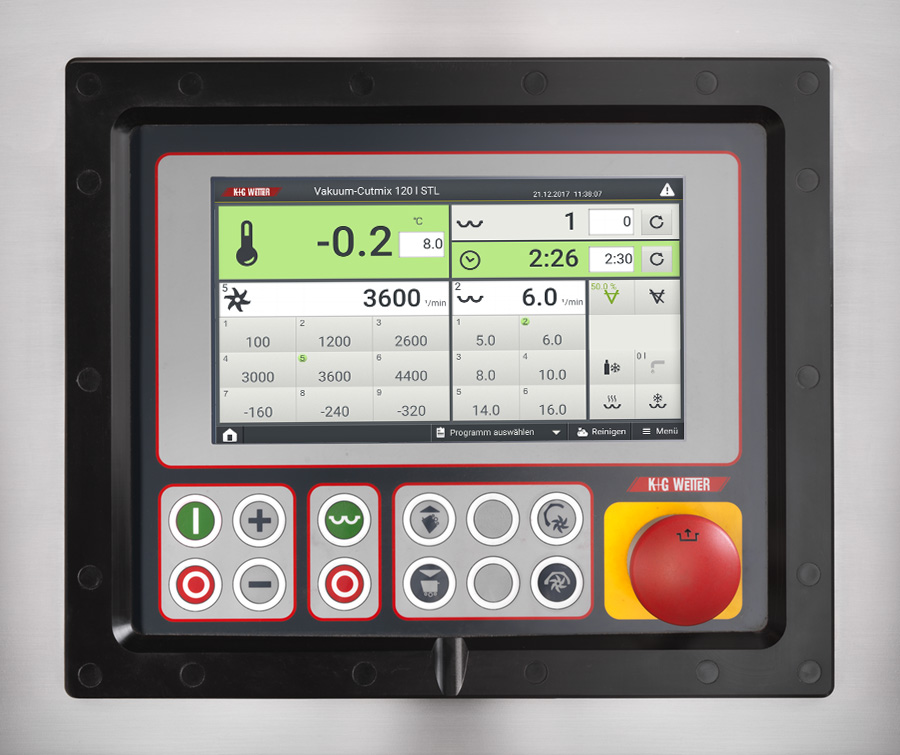 K+G WETTER Vakuum-Cutmix 120 l STL 21.12.2017 11:38:07
-0.2 °C 8.0
1 0
2:26 2:30
5 3600 1/min
2 6.0 1/min
50.0 %
1 100 2 1200 3 2600
4 3000 5 3600 6 4400
7 -160 8 -240 9 -320
1 5.0 2 6.0
3 8.0 4 10.0
5 14.0 6 16.0
0 l
Programm auswählen Reinigen Menü
K+G WETTER